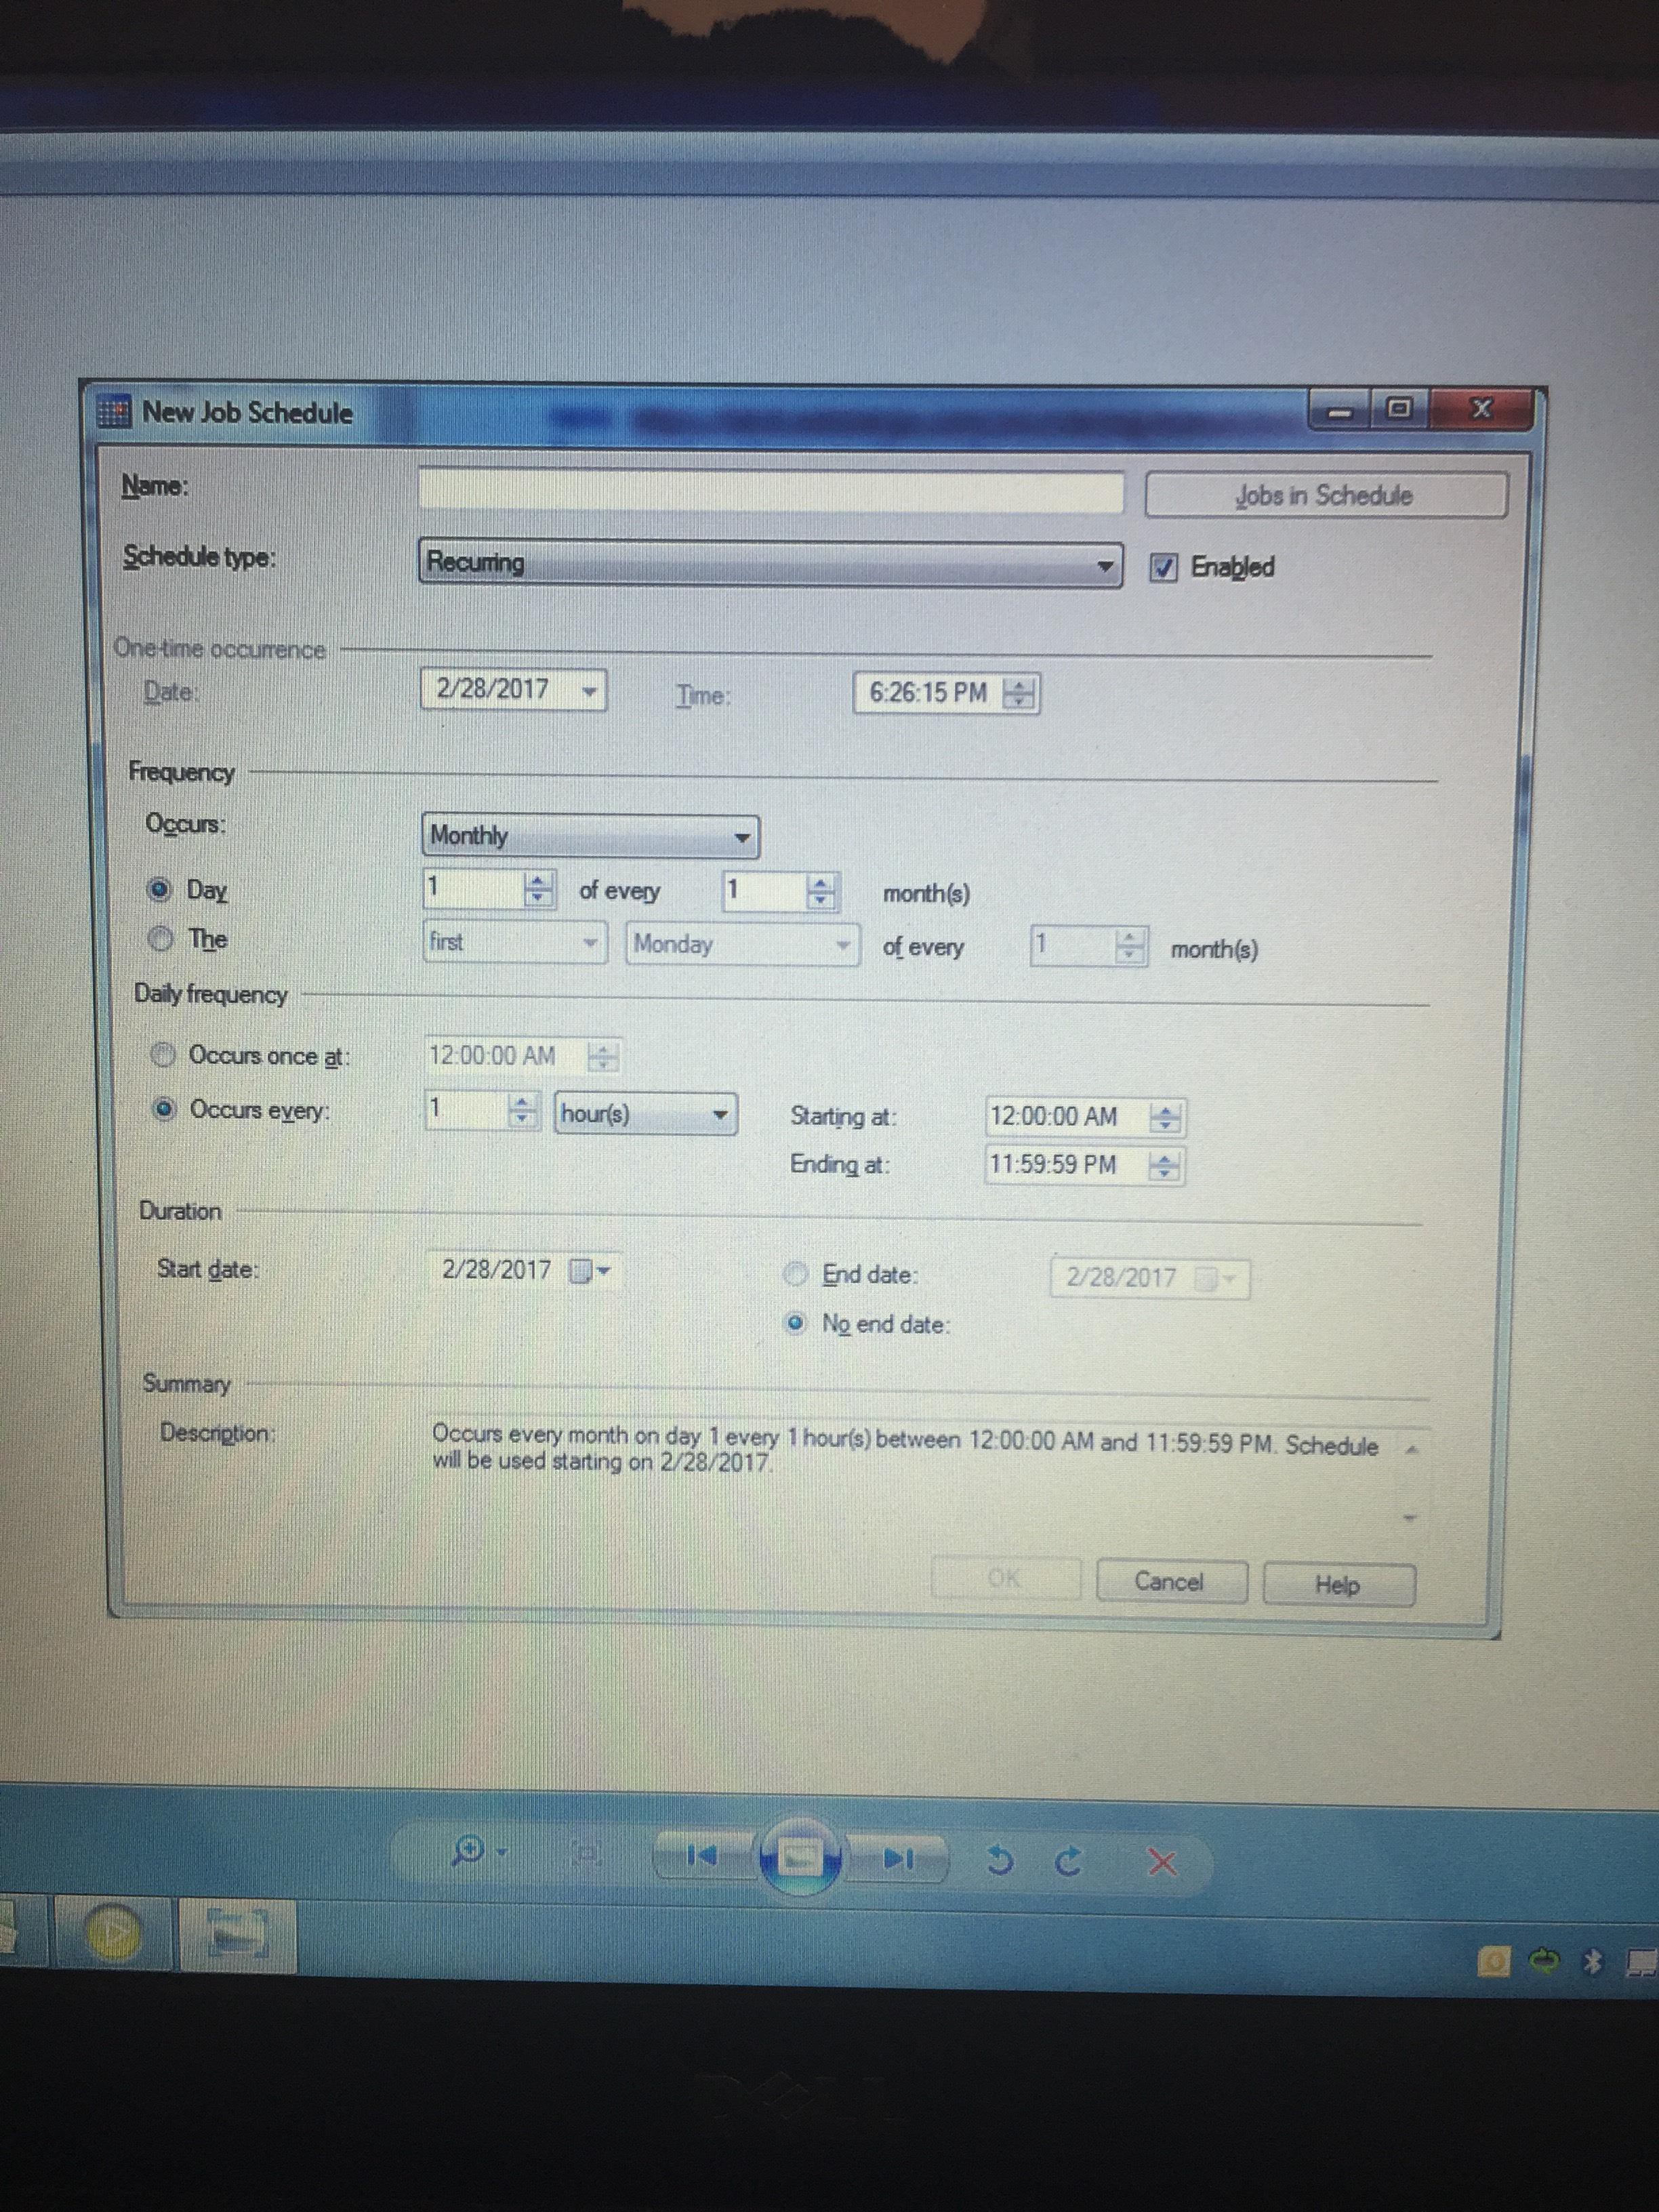 New Job Schedule
Name:
Jobs in Schedule
Schedule type:
Recurring
Enabled
One-time occurrence
Date:
2/28/2017
Time:
6:26:15 PM
Frequency
Occurs:
Monthly
Day
1
of every
1
month(s)
The
first
Monday
of every
1
month(s)
Daily frequency
Occurs once at:
12:00:00 AM
Occurs every:
1
hour(s)
Starting at:
12:00:00 AM
Ending at:
11:59:59 PM
Duration
Start date:
2/28/2017
End date:
2/28/2017
No end date:
Summary
Description:
Occurs every month on day 1 every 1 hour(s) between 12:00:00 AM and 11:59:59 PM. Schedule
will be used starting on 2/28/2017.
OK
Cancel
Help
DELL